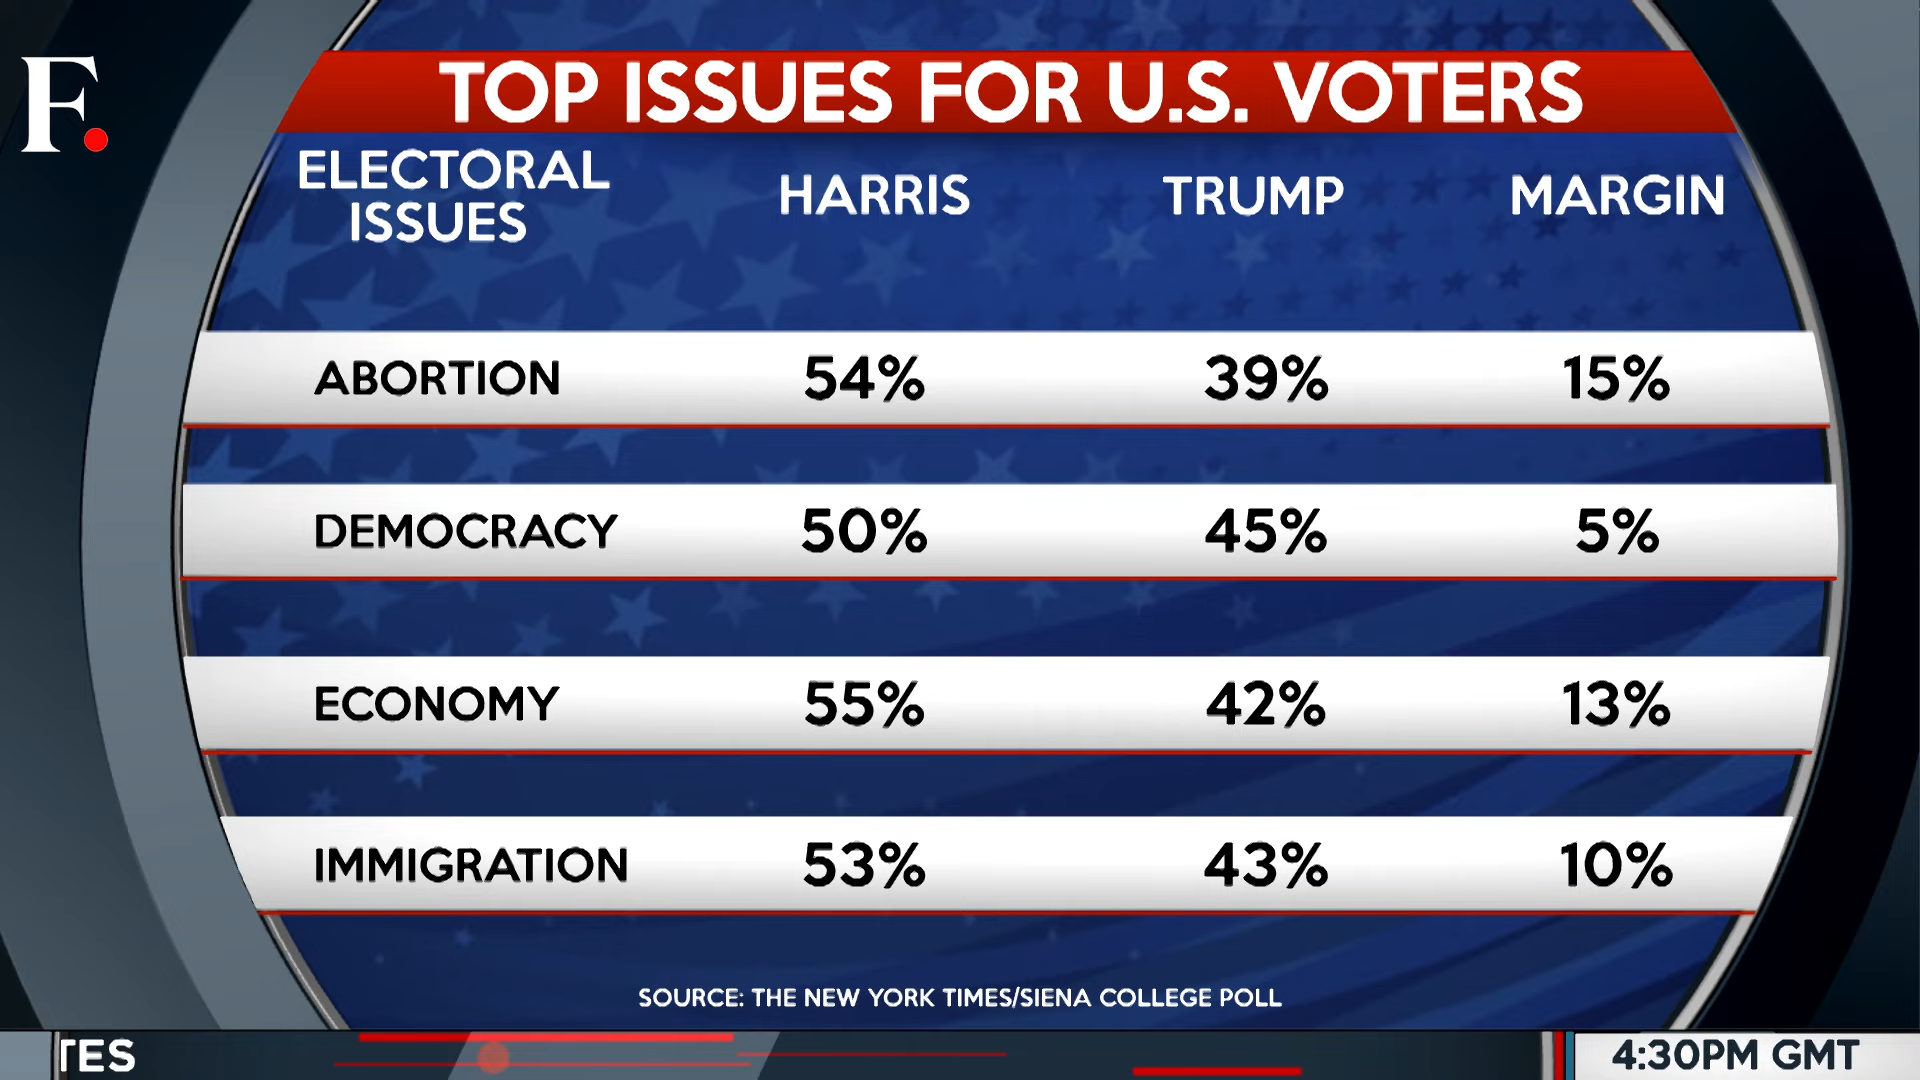 F.
TOP ISSUES FOR U.S. VOTERS
ELECTORAL
ISSUES
HARRIS
TRUMP
MARGIN
ABORTION 54% 39% 15%
DEMOCRACY 50% 45% 5%
ECONOMY 55% 42% 13%
IMMIGRATION 53% 43% 10%
SOURCE: THE NEW YORK TIMES/SIENA COLLEGE POLL
TES
4:30PM GMT